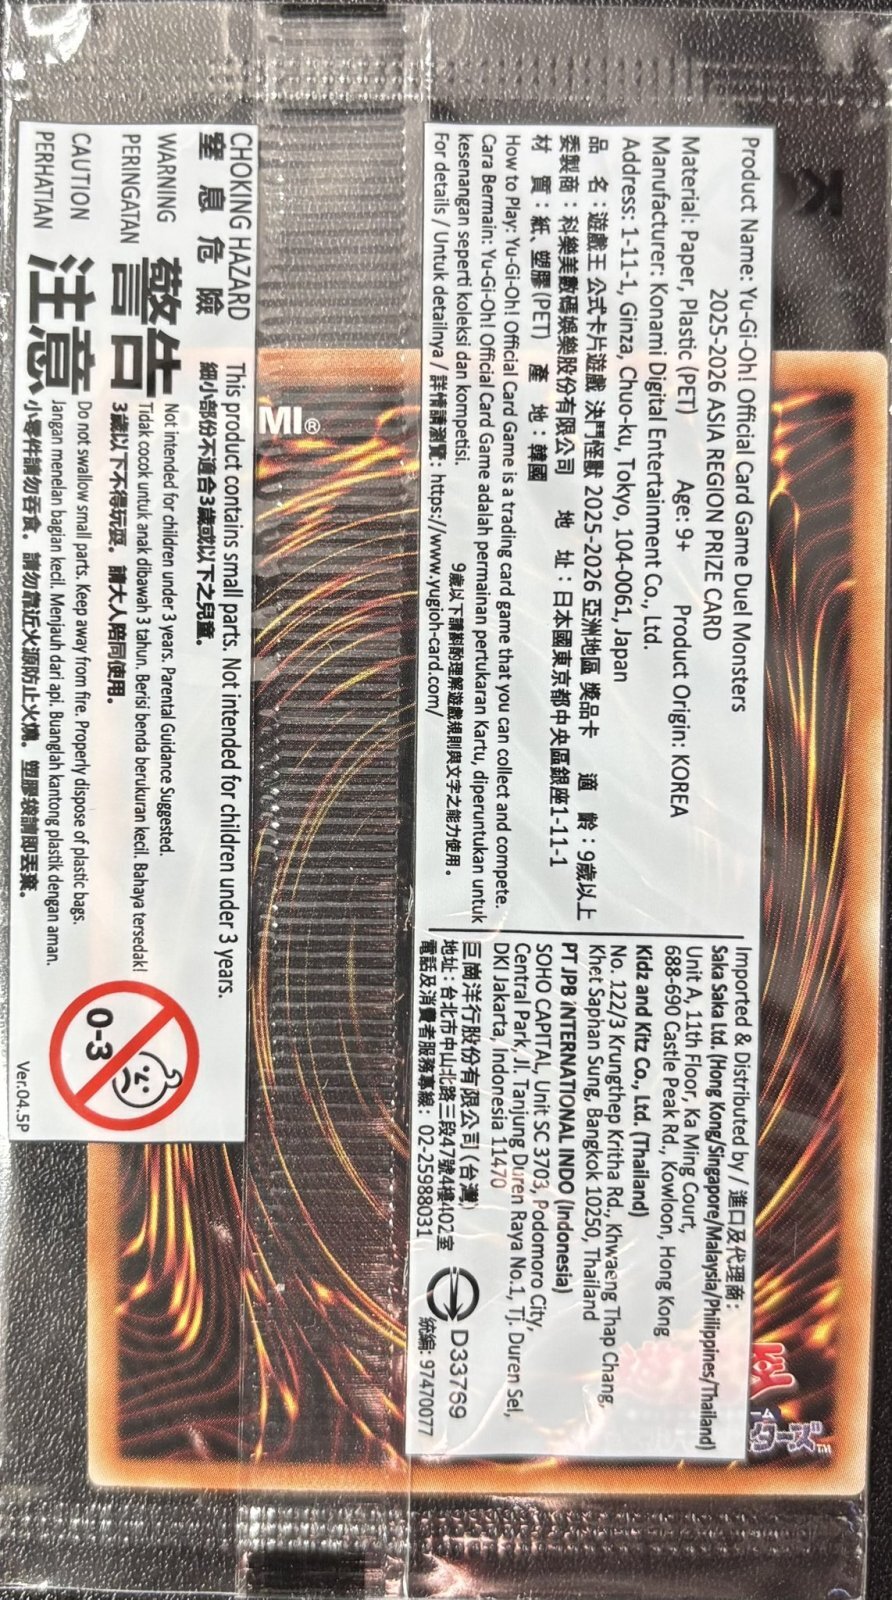 Product Name: Yu-Gi-Oh! Official Card Game Duel Monsters
2025-2026 ASIA REGION PRIZE CARD
Material: Paper, Plastic (PET) Age: 9+ Product Origin: KOREA
Manufacturer: Konami Digital Entertainment Co., Ltd.
Address: 1-11-1, Ginza, Chuo-ku, Tokyo, 104-0061, Japan
品 名：遊戲王 公式卡片遊戲 決鬥怪獸 2025-2026 亞洲地區 獎品卡 適 齡：9歲以上
委製商：科樂美數碼娛樂股份有限公司 地 址：日本國東京都中央區銀座1-11-1
材 質：紙、塑膠 (PET) 產 地：韓國
How to Play: Yu-Gi-Oh! Official Card Game is a trading card game that you can collect and compete.
Cara Bermain: Yu-Gi-Oh! Official Card Game adalah permainan pertukaran Kartu, diperuntukan untuk
kesenangan seperti koleksi dan kompetisi. 9歲以下請斟酌理解遊戲規則與文字之能力使用。
For details / Untuk detailnya / 詳情請瀏覽：https://www.yugioh-card.com/
Imported & Distributed by / 進口及代理商：
Saka Saka Ltd. (Hong Kong/Singapore/Malaysia/Philippines/Thailand)
Unit A, 11th Floor, Ka Ming Court,
688-690 Castle Peak Rd., Kowloon, Hong Kong
Kidz and Kitz Co., Ltd. (Thailand)
No. 122/3 Krungthep Kritha Rd., Khwaeng Thap Chang,
Khet Saphan Sung, Bangkok 10250, Thailand
PT JPB INTERNATIONAL INDO (Indonesia)
SOHO CAPITAL, Unit SC 3703, Podomoro City,
Central Park, Jl. Tanjung Duren Raya No.1, Tj. Duren Sel,
DKI Jakarta, Indonesia 11470
巨崗洋行股份有限公司(台灣)
地址：台北市中山北路三段47號4樓402室
電話及消費者服務專線：02-25988031
D33769
統編: 97470077
MI®
ターズ™
CHOKING HAZARD This product contains small parts. Not intended for children under 3 years.
窒息危險 細小部份不適合3歲或以下之兒童。
WARNING
PERINGATAN
警告
Not intended for children under 3 years. Parental Guidance Suggested.
Tidak cocok untuk anak dibawah 3 tahun. Berisi benda berukuran kecil. Bahaya tersedak!
3歲以下不得玩耍。請大人陪同使用。
CAUTION
PERHATIAN
注意
Do not swallow small parts. Keep away from fire. Properly dispose of plastic bags.
Jangan menelan bagian kecil. Menjauh dari api. Buanglah kantong plastik dengan aman.
小零件請勿吞食。請勿靠近火源防止火燒。塑膠袋請即丟棄。
0-3
Ver.04.5P